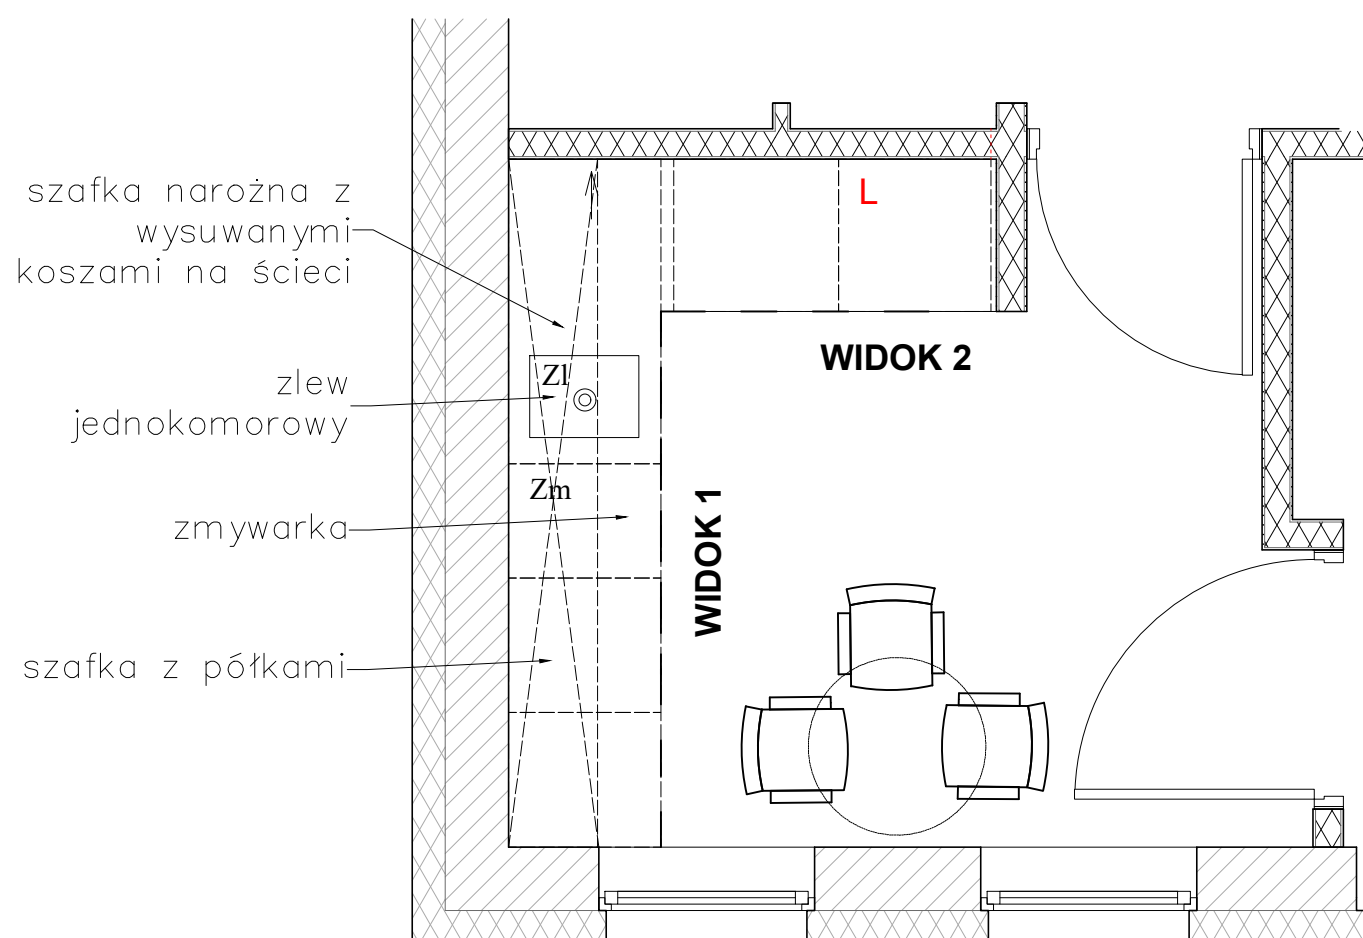 szafka narożna z
wysuwanymi
koszami na ścieci
zlew
jednokomorowy
zmywarka
szafka z półkami
L
WIDOK 2
Zl
Zm
WIDOK 1